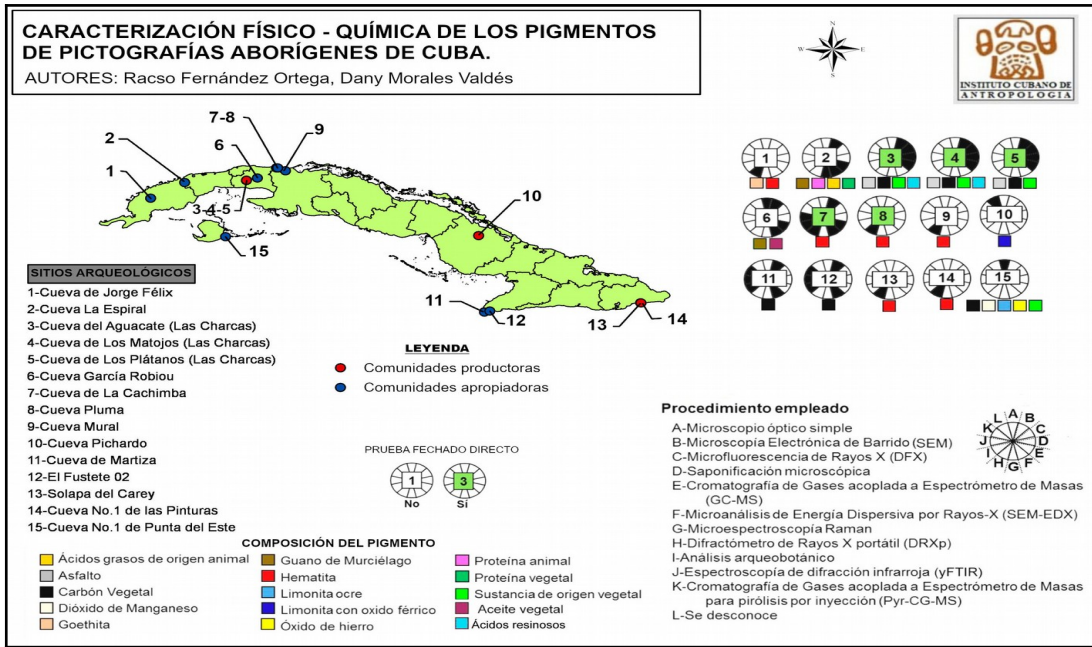 CARACTERIZACIÓN FÍSICO - QUÍMICA DE LOS PIGMENTOS
DE PICTOGRAFÍAS ABORÍGENES DE CUBA.
AUTORES: Racso Fernández Ortega, Dany Morales Valdés
N
W
E
S
INSTITUTO CUBANO DE
ANTROPOLOGIA
7-8
9
2
6
1
10
3-4-5
15
11
12
13
14
1
2
3
4
5
6
7
8
9
10
11
12
13
14
15
SITIOS ARQUEOLÓGICOS
1-Cueva de Jorge Félix
2-Cueva La Espiral
3-Cueva del Aguacate (Las Charcas)
4-Cueva de Los Matojos (Las Charcas)
5-Cueva de Los Plátanos (Las Charcas)
6-Cueva García Robiou
7-Cueva de La Cachimba
8-Cueva Pluma
9-Cueva Mural
10-Cueva Pichardo
11-Cueva de Martiza
12-El Fustete 02
13-Solapa del Carey
14-Cueva No.1 de las Pinturas
15-Cueva No.1 de Punta del Este
LEYENDA
Comunidades productoras
Comunidades apropiadoras
PRUEBA FECHADO DIRECTO
1
3
No
Sí
COMPOSICIÓN DEL PIGMENTO
Ácidos grasos de origen animal
Asfalto
Carbón Vegetal
Dióxido de Manganeso
Goethita
Guano de Murciélago
Hematita
Limonita ocre
Limonita con oxido férrico
Óxido de hierro
Proteína animal
Proteína vegetal
Sustancia de origen vegetal
Aceite vegetal
Ácidos resinosos
Procedimiento empleado
A-Microscopio óptico simple
B-Microscopía Electrónica de Barrido (SEM)
C-Microfluorescencia de Rayos X (DFX)
D-Saponificación microscópica
E-Cromatografía de Gases acoplada a Espectrómetro de Masas
(GC-MS)
F-Microanálisis de Energía Dispersiva por Rayos-X (SEM-EDX)
G-Microespectroscopía Raman
H-Difractómetro de Rayos X portátil (DRXp)
I-Análisis arqueobotánico
J-Espectroscopía de difracción infrarroja (yFTIR)
K-Cromatografía de Gases acoplada a Espectrómetro de Masas
para pirólisis por inyección (Pyr-CG-MS)
L-Se desconoce
A
B
C
D
E
F
G
H
I
J
K
L